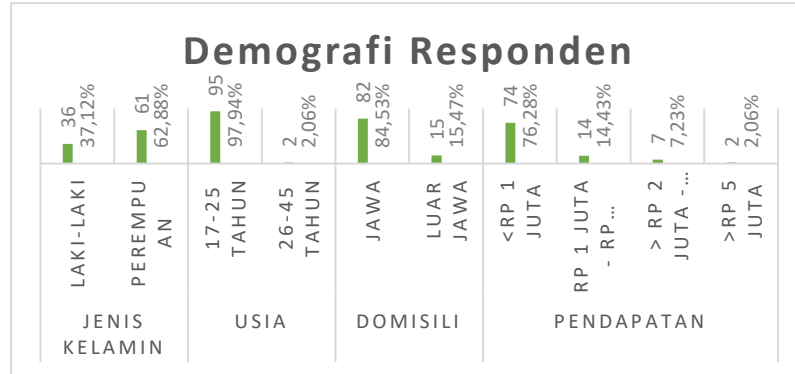 Demografi Responden
36
37,12%
61
62,88%
95
97,94%
2
2,06%
82
84,53%
15
15,47%
74
76,28%
14
14,43%
7
7,23%
2
2,06%
LAKI-LAKI
PEREMPU
AN
17-25
TAHUN
26-45
TAHUN
JAWA
LUAR
JAWA
<RP 1
JUTA
RP 1 JUTA
- RP…
> RP 2
JUTA -…
>RP 5
JUTA
JENIS
KELAMIN
USIA
DOMISILI
PENDAPATAN